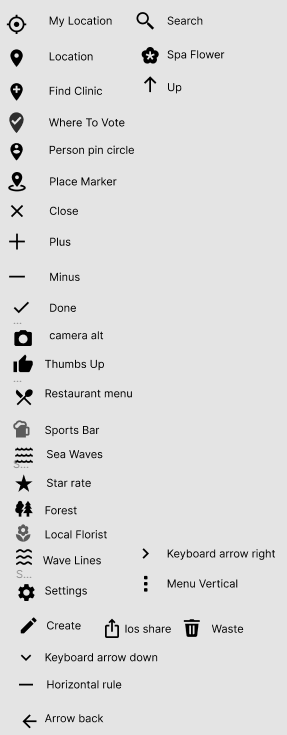 My Location
Search
Location
Spa Flower
Find Clinic
Up
Where To Vote
Person pin circle
Place Marker
Close
Plus
Minus
Done
...
camera alt
Thumbs Up
...
Restaurant menu
Sports Bar
Sea Waves
S...
Star rate
Forest
Local Florist
Wave Lines
Keyboard arrow right
S...
Settings
Menu Vertical
Create
Ios share
Waste
Keyboard arrow down
Horizontal rule
Arrow back